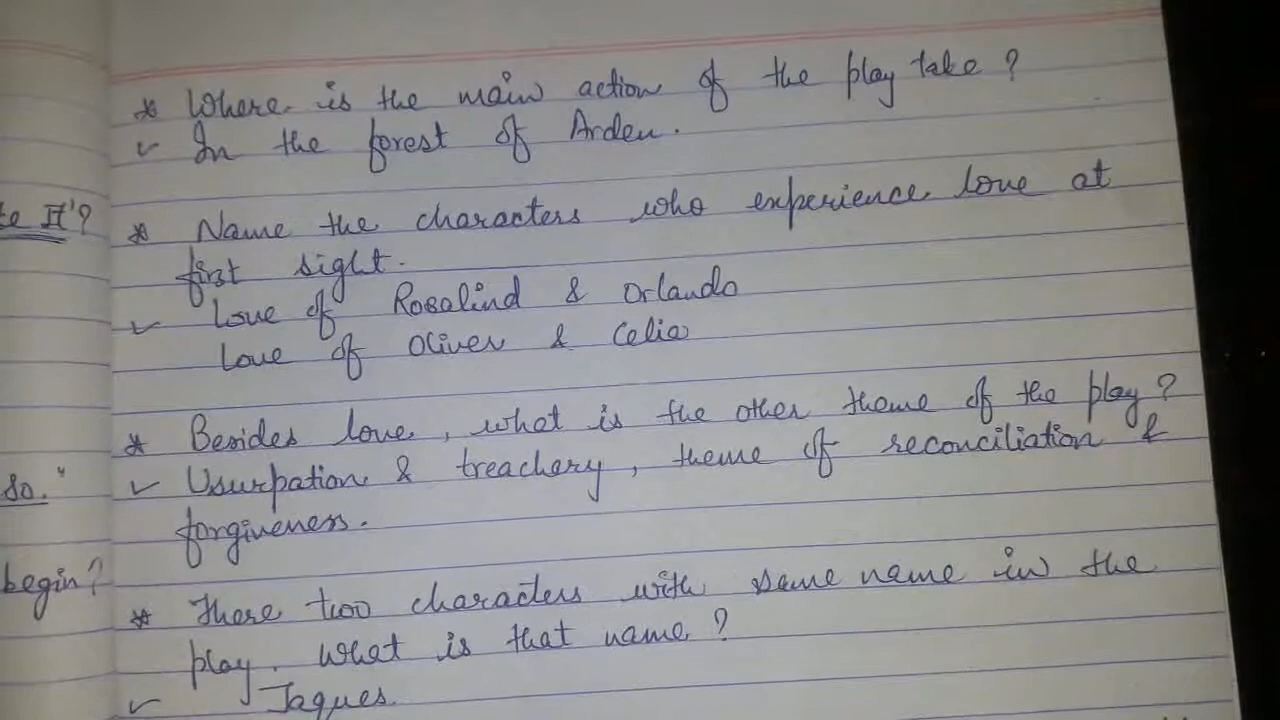 * Where is the main action of the play take ?
✓ In the forest of Arden.
ke It'?
* Name the characters who experience love at
first sight.
✓ Love of Rosalind & Orlando
Love of Oliver & Celia
* Besides love, what is the other theme of the play?
so."
✓ Usurpation & treachery, theme of reconciliation &
forgiveness.
begin?
* There two characters with same name in the
play. What is that name ?
✓ Jaques